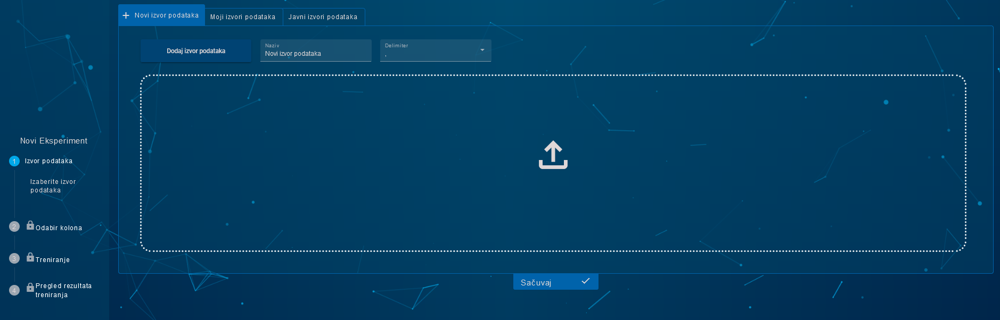 Novi izvor podataka
Moji izvori podataka
Javni izvori podataka
Dodaj izvor podataka
Naziv
Novi izvor podataka
Delimiter
,
Novi Eksperiment
1 Izvor podataka
Izaberite izvor
podataka
2 Odabir kolona
3 Treniranje
4 Pregled rezultata
treniranja
Sačuvaj